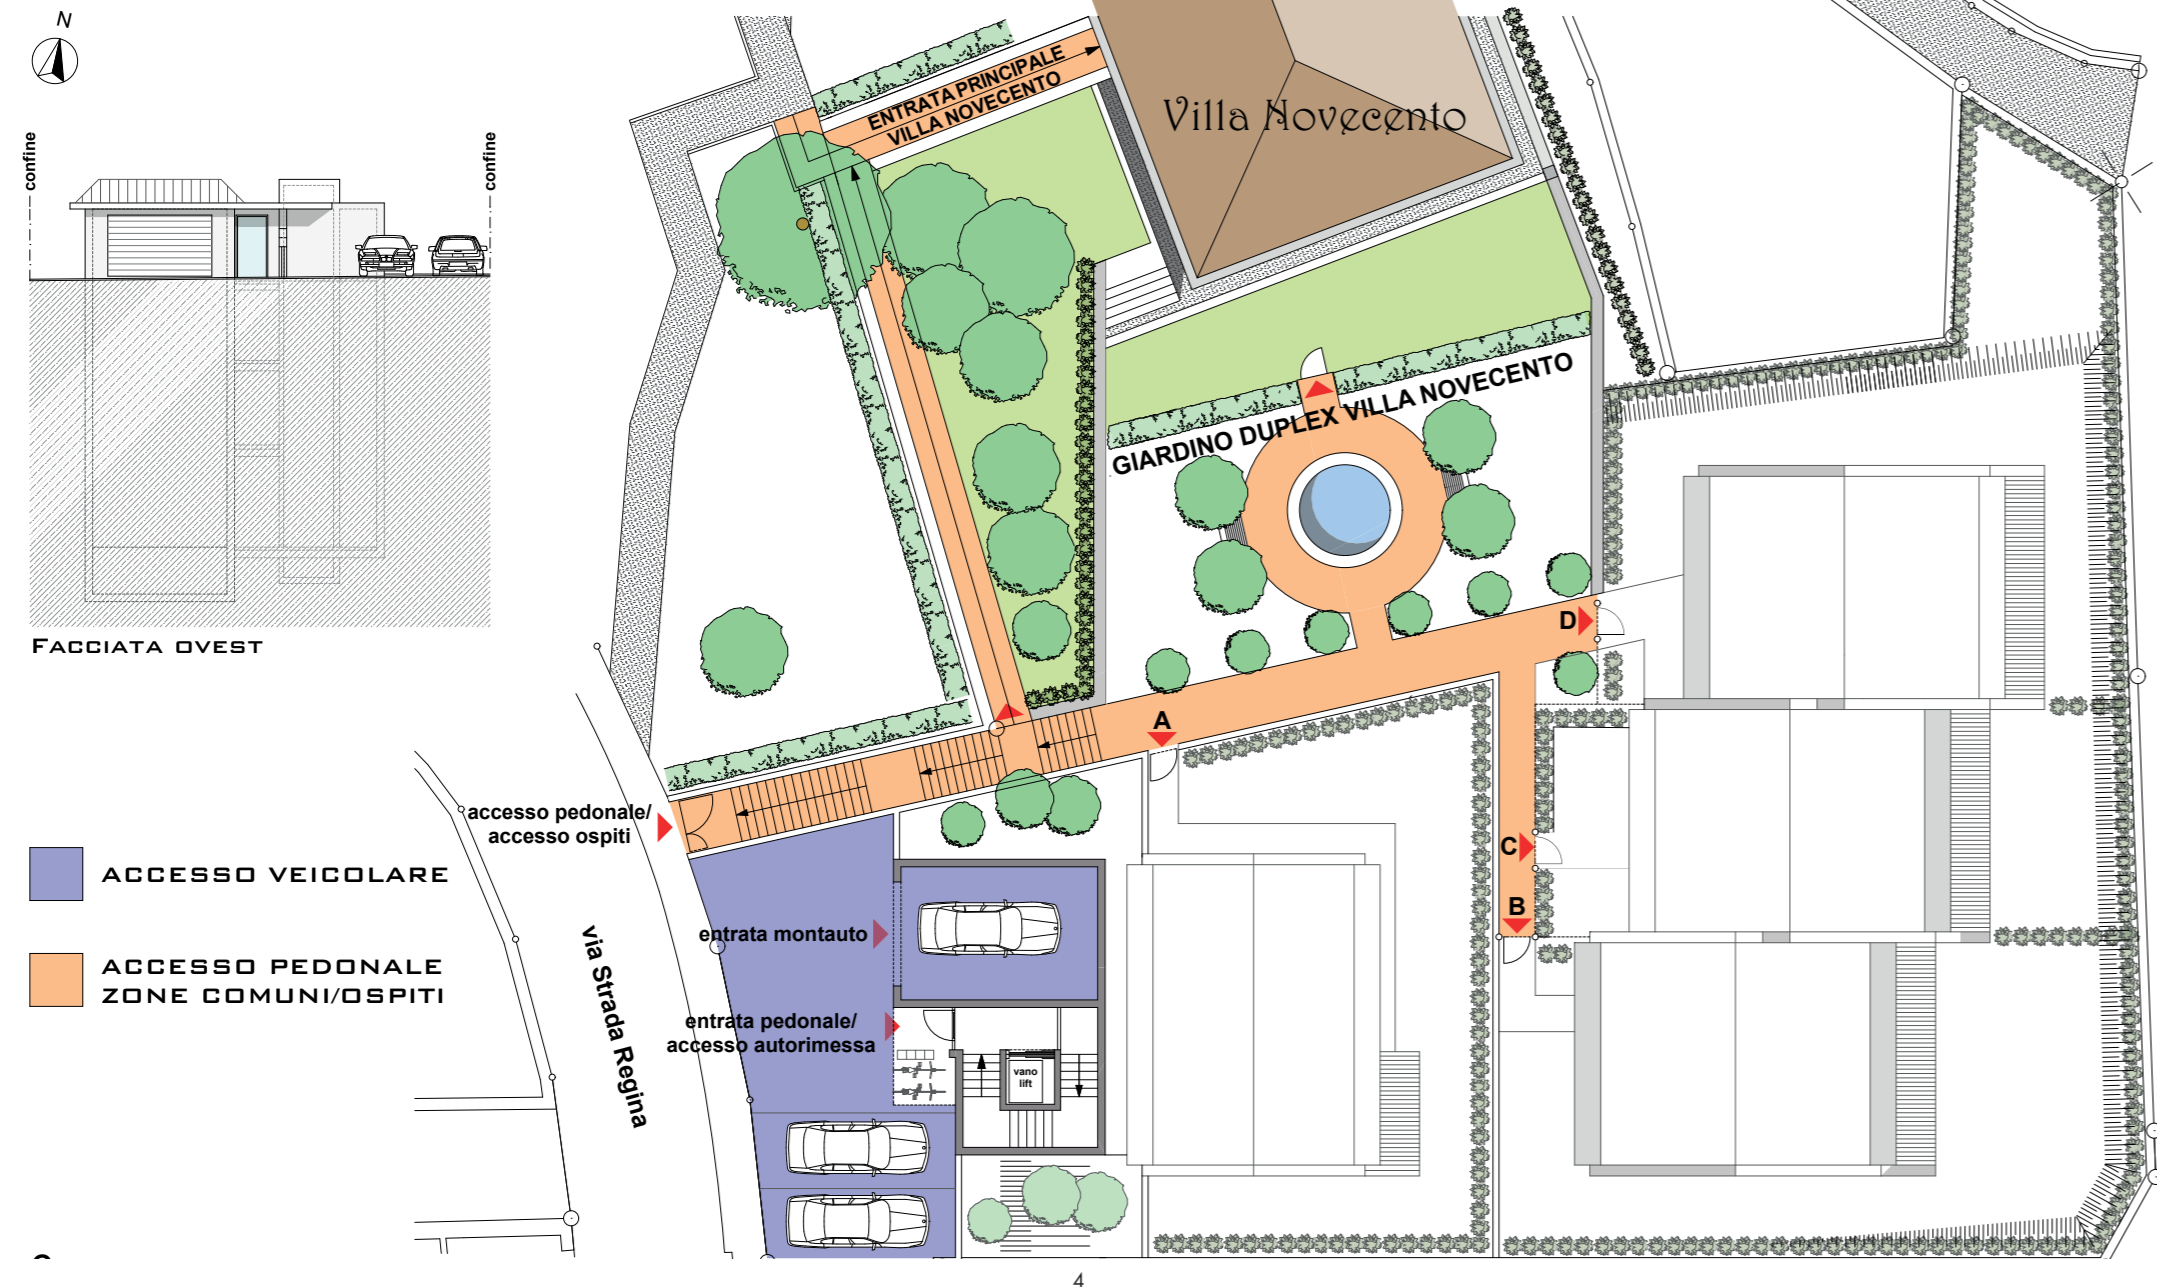 N
confine
confine
FACCIATA OVEST
ENTRATA PRINCIPALE
VILLA NOVECENTO
Villa Novecento
GIARDINO DUPLEX VILLA NOVECENTO
D
A
C
B
accesso pedonale/
accesso ospiti
ACCESSO VEICOLARE
ACCESSO PEDONALE
ZONE COMUNI/OSPITI
entrata montauto
via Strada Regina
entrata pedonale/
accesso autorimessa
vano
lift
4